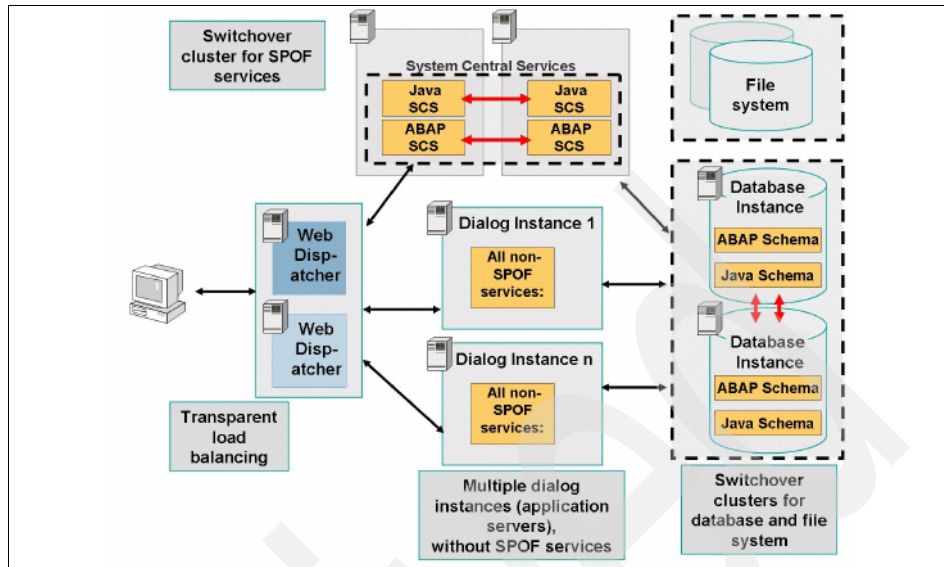 Switchover
cluster for SPOF
services
System Central Services
Java
SCS
Java
SCS
ABAP
SCS
ABAP
SCS
File
system
Web
Disp-
atcher
Web
Disp-
atcher
Transparent
load
balancing
Dialog Instance 1
All non-
SPOF
services:
Dialog Instance n
All non-
SPOF
services:
Multiple dialog
instances (application
servers),
without SPOF services
Database
Instance
ABAP Schema
Java Schema
Database
Instance
ABAP Schema
Java Schema
Switchover
clusters for
database and file
system